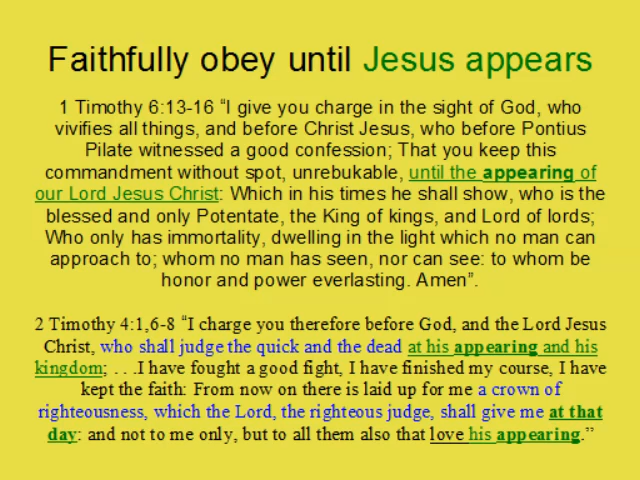 Faithfully obey until Jesus appears
1 Timothy 6:13-16 “I give you charge in the sight of God, who
vivifies all things, and before Christ Jesus, who before Pontius
Pilate witnessed a good confession; That you keep this
commandment without spot, unrebukable, until the appearing of
our Lord Jesus Christ: Which in his times he shall show, who is the
blessed and only Potentate, the King of kings, and Lord of lords;
Who only has immortality, dwelling in the light which no man can
approach to; whom no man has seen, nor can see: to whom be
honor and power everlasting. Amen”.
2 Timothy 4:1,6-8 “I charge you therefore before God, and the Lord Jesus
Christ, who shall judge the quick and the dead at his appearing and his
kingdom; . . .I have fought a good fight, I have finished my course, I have
kept the faith: From now on there is laid up for me a crown of
righteousness, which the Lord, the righteous judge, shall give me at that
day: and not to me only, but to all them also that love his appearing.”